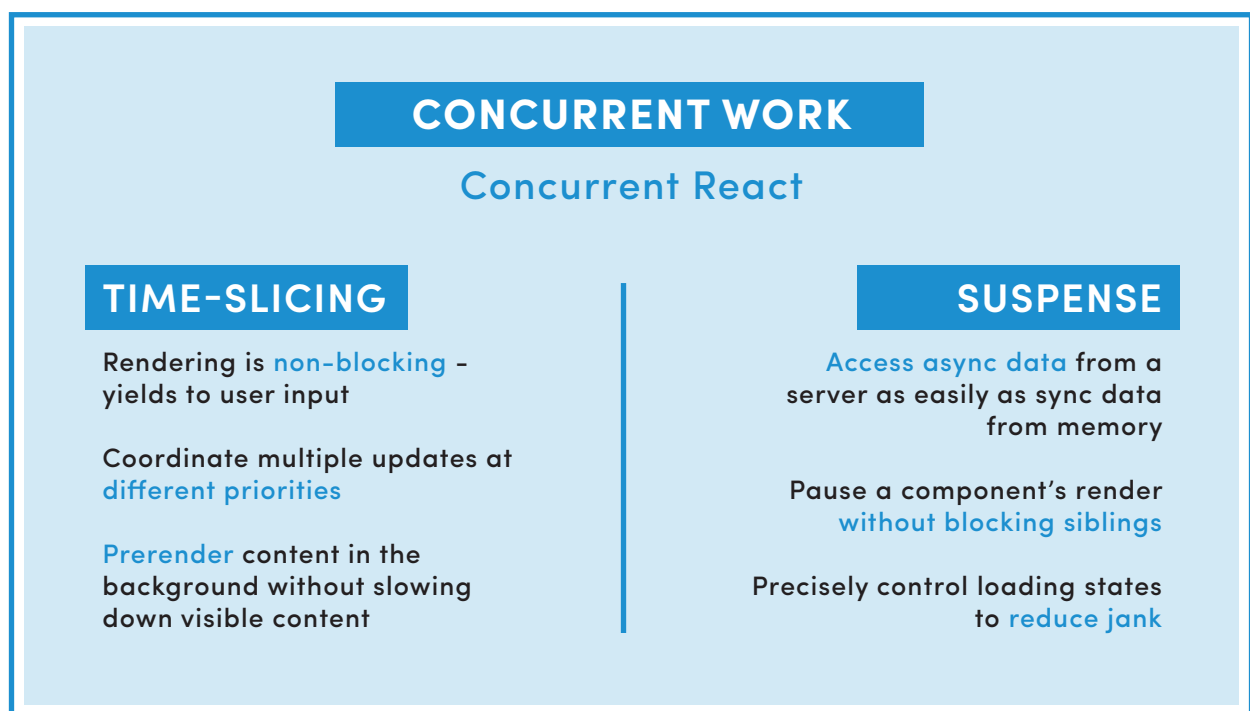 CONCURRENT WORK
Concurrent React
TIME-SLICING
Rendering is non-blocking -
yields to user input
Coordinate multiple updates at
different priorities
Prerender content in the
background without slowing
down visible content
SUSPENSE
Access async data from a
server as easily as sync data
from memory
Pause a component’s render
without blocking siblings
Precisely control loading states
to reduce jank